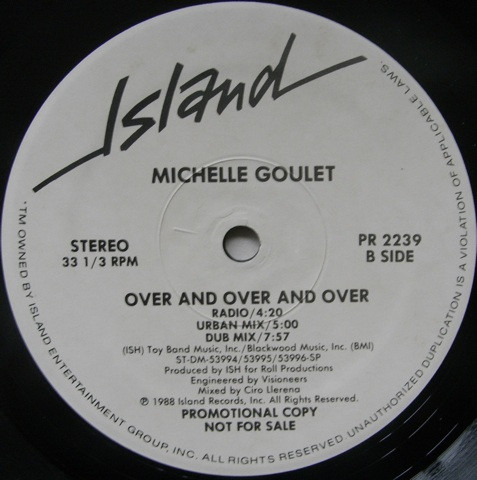 Island
MICHELLE GOULET
STEREO
33 1/3 RPM
PR 2239
B SIDE
OVER AND OVER AND OVER
RADIO/4:20
URBAN MIX/5:00
DUB MIX/7:57
(ISH) Toy Band Music, Inc./Blackwood Music, Inc. (BMI)
ST-DM-53994/53995/53996-SP
Produced by ISH for Roll Productions
Engineered by Visioneers
Mixed by Ciro Llerena
℗ 1988 Island Records, Inc. All Rights Reserved.
PROMOTIONAL COPY
NOT FOR SALE
"TM OWNED BY ISLAND ENTERTAINMENT GROUP, INC. ALL RIGHTS RESERVED UNAUTHORIZED DUPLICATION IS A VIOLATION OF APPLICABLE LAWS.